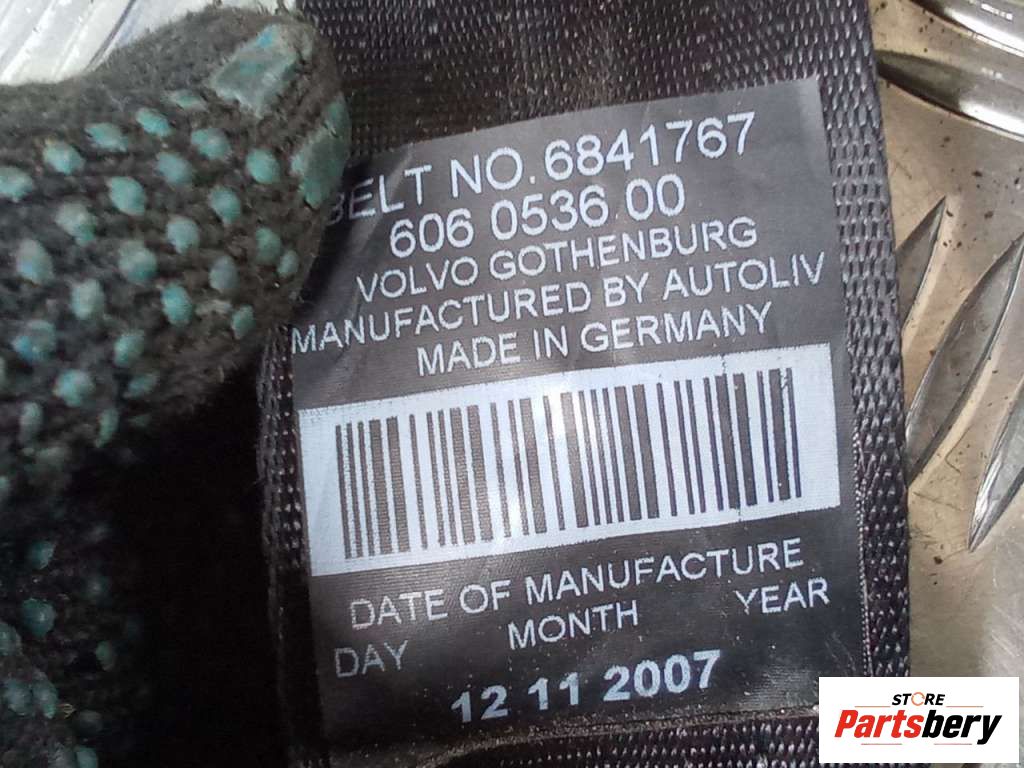 BELT NO. 6841767
606 0536 00
VOLVO GOTHENBURG
MANUFACTURED BY AUTOLIV
MADE IN GERMANY
DATE OF MANUFACTURE
DAY MONTH YEAR
12 11 2007
STORE
Partsbery